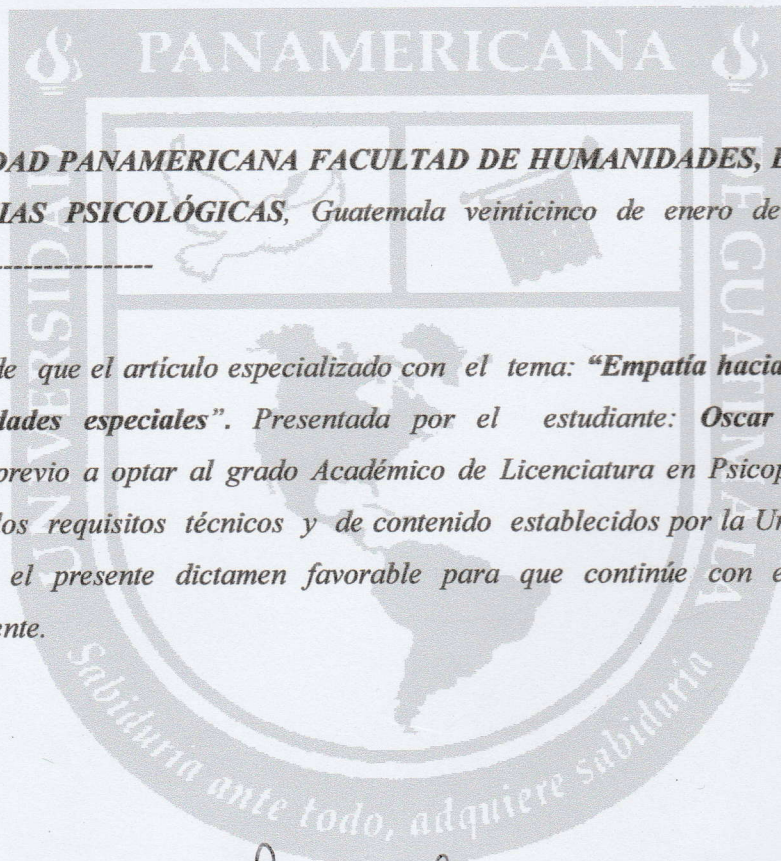 PANAMERICANA
UNIVERSIDAD
DE GUATEMALA
DAD PANAMERICANA FACULTAD DE HUMANIDADES,
IAS PSICOLÓGICAS, Guatemala veinticinco de enero de
-----------------
de que el artículo especializado con el tema: “Empatía hacia
dades especiales”. Presentada por el estudiante: Oscar
previo a optar al grado Académico de Licenciatura en Psicop
los requisitos técnicos y de contenido establecidos por la Un
el presente dictamen favorable para que continúe con e
ente.
Sabiduría ante todo, adquiere sabiduría